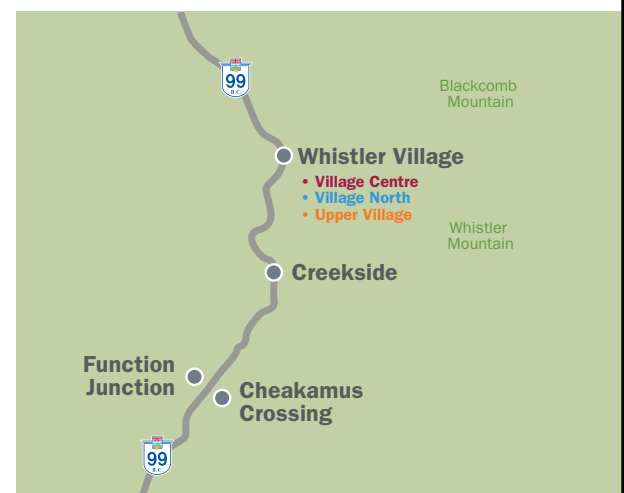 99
B.C.
Blackcomb
Mountain
Whistler Village
• Village Centre
• Village North
• Upper Village
Whistler
Mountain
Creekside
Function
Junction
Cheakamus
Crossing
99
B.C.